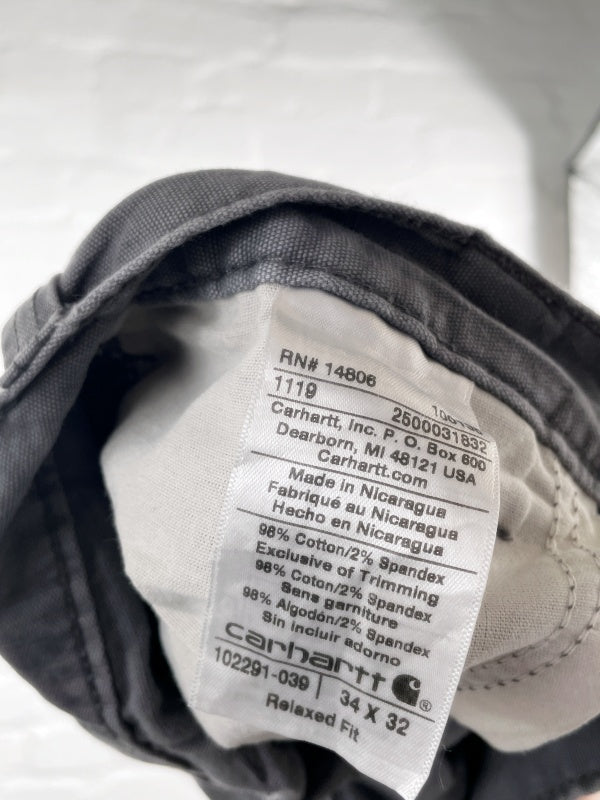 RN# 14806
1119
2500031832
Carhartt, Inc. P. O. Box 600
Dearborn, MI 48121 USA
Carhartt.com
Made in Nicaragua
Fabriqué au Nicaragua
Hecho en Nicaragua
98% Cotton/2% Spandex
Exclusive of Trimming
98% Coton/2% Spandex
Sans garniture
98% Algodón/2% Spandex
Sin incluir adorno
carhartt ®
102291-039 | 34 X 32
Relaxed Fit